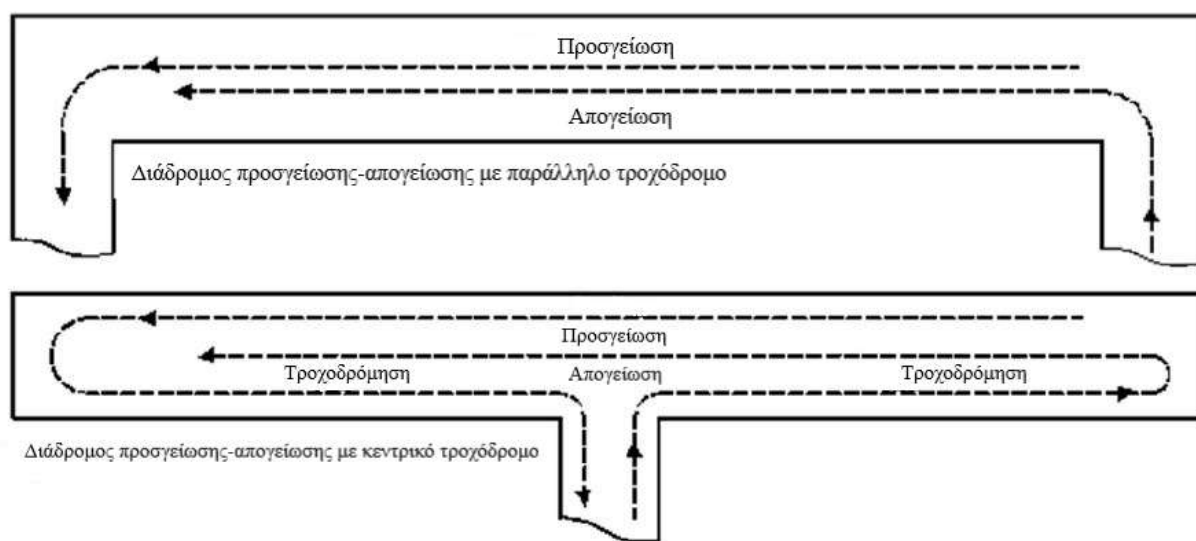 Προσγείωση
Απογείωση
Διάδρομος προσγείωσης-απογείωσης με παράλληλο τροχόδρομο
Προσγείωση
Τροχοδρόμηση Απογείωση Τροχοδρόμηση
Διάδρομος προσγείωσης-απογείωσης με κεντρικό τροχόδρομο